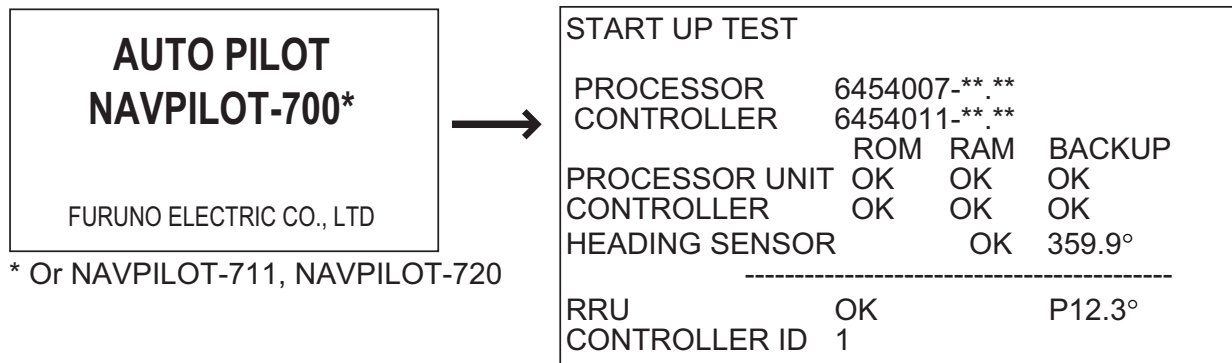 AUTO PILOT
NAVPILOT-700*
FURUNO ELECTRIC CO., LTD
* Or NAVPILOT-711, NAVPILOT-720
START UP TEST
PROCESSOR 6454007-**.**
CONTROLLER 6454011-**.**
ROM RAM BACKUP
PROCESSOR UNIT OK OK OK
CONTROLLER OK OK OK
HEADING SENSOR OK 359.9°
-------------------------------------------
RRU OK P12.3°
CONTROLLER ID 1